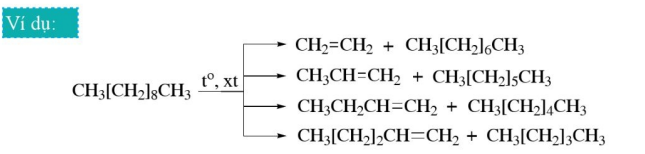 Ví dụ:
CH₂=CH₂ + CH₃[CH₂]₆CH₃
CH₃CH=CH₂ + CH₃[CH₂]₅CH₃
CH₃[CH₂]₈CH₃ t°, xt
CH₃CH₂CH=CH₂ + CH₃[CH₂]₄CH₃
CH₃[CH₂]₂CH=CH₂ + CH₃[CH₂]₃CH₃